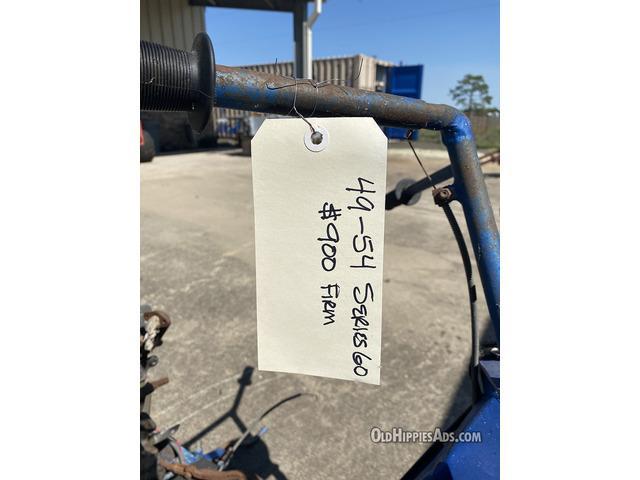 49-54 SERIES 60
$900 FIRM
OLDHIPPIESADS.COM